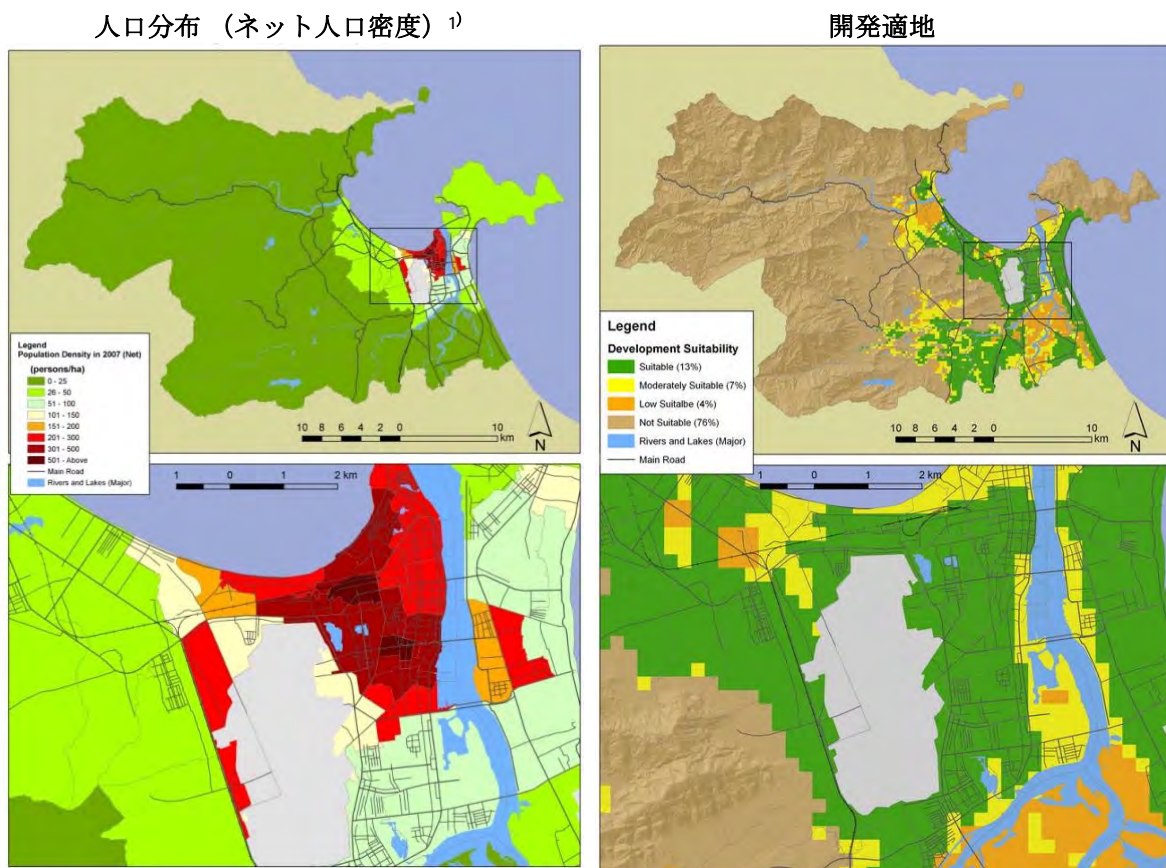 人口分布 （ネット人口密度）1)
開発適地
Legend
Population Density in 2007 (Net)
(persons/ha)
0 - 25
26 - 50
51 - 100
101 - 150
151 - 200
201 - 300
301 - 500
501 - Above
Main Road
Rivers and Lakes (Major)
10 8 6 4 2 0 10
km
N
Legend
Development Suitability
Suitable (13%)
Moderately Suitable (7%)
Low Suitalbe (4%)
Not Suitable (76%)
Rivers and Lakes (Major)
Main Road
10 8 6 4 2 0 10
km
N
1 0 2 km
1 0 2 km